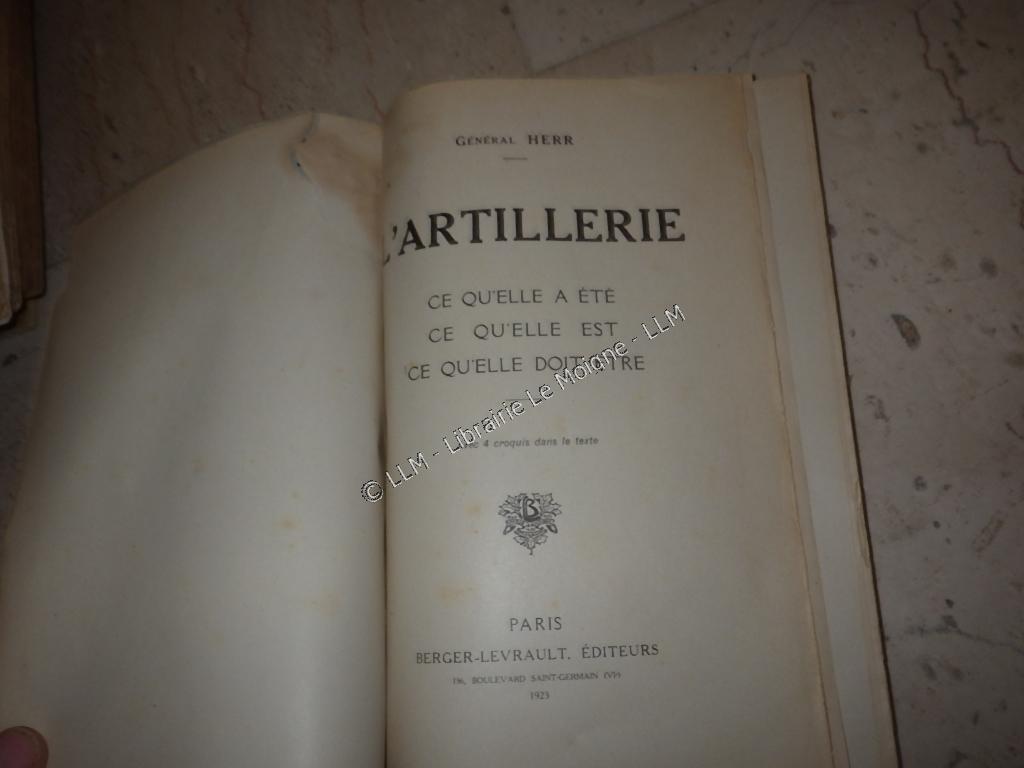 GÉNÉRAL HERR
L'ARTILLERIE
CE QU'ELLE A ÉTÉ
CE QU'ELLE EST
CE QU'ELLE DOIT ÊTRE
4 croquis dans le texte
B
PARIS
BERGER-LEVRAULT, ÉDITEURS
136, BOULEVARD SAINT-GERMAIN (VIe)
1923
© LLM - Librairie Le Moigne - LLM